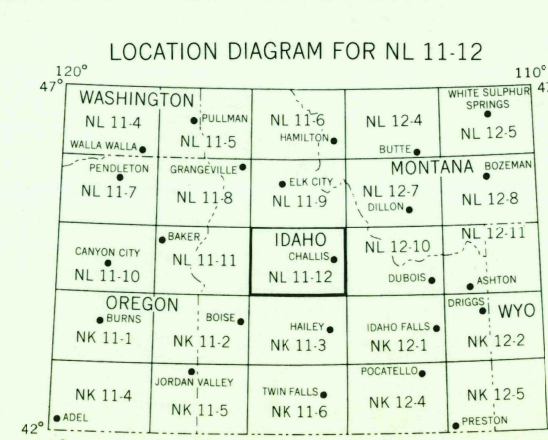 LOCATION DIAGRAM FOR NL 11-12
120° 110°
47° 47
WASHINGTON
NL 11-4
WALLA WALLA
PULLMAN
NL 11-5
NL 11-6
HAMILTON
NL 12-4
BUTTE
WHITE SULPHUR
SPRINGS
NL 12-5
PENDLETON
NL 11-7
GRANGEVILLE
NL 11-8
ELK CITY
NL 11-9
MONTANA
NL 12-7
DILLON
BOZEMAN
NL 12-8
CANYON CITY
NL 11-10
BAKER
NL 11-11
IDAHO
CHALLIS
NL 11-12
NL 12-10
DUBOIS
NL 12-11
ASHTON
OREGON
BURNS
NK 11-1
BOISE
NK 11-2
HAILEY
NK 11-3
IDAHO FALLS
NK 12-1
DRIGGS
WYO
NK 12-2
NK 11-4
ADEL
JORDAN VALLEY
NK 11-5
TWIN FALLS
NK 11-6
POCATELLO
NK 12-4
NK 12-5
PRESTON
42°